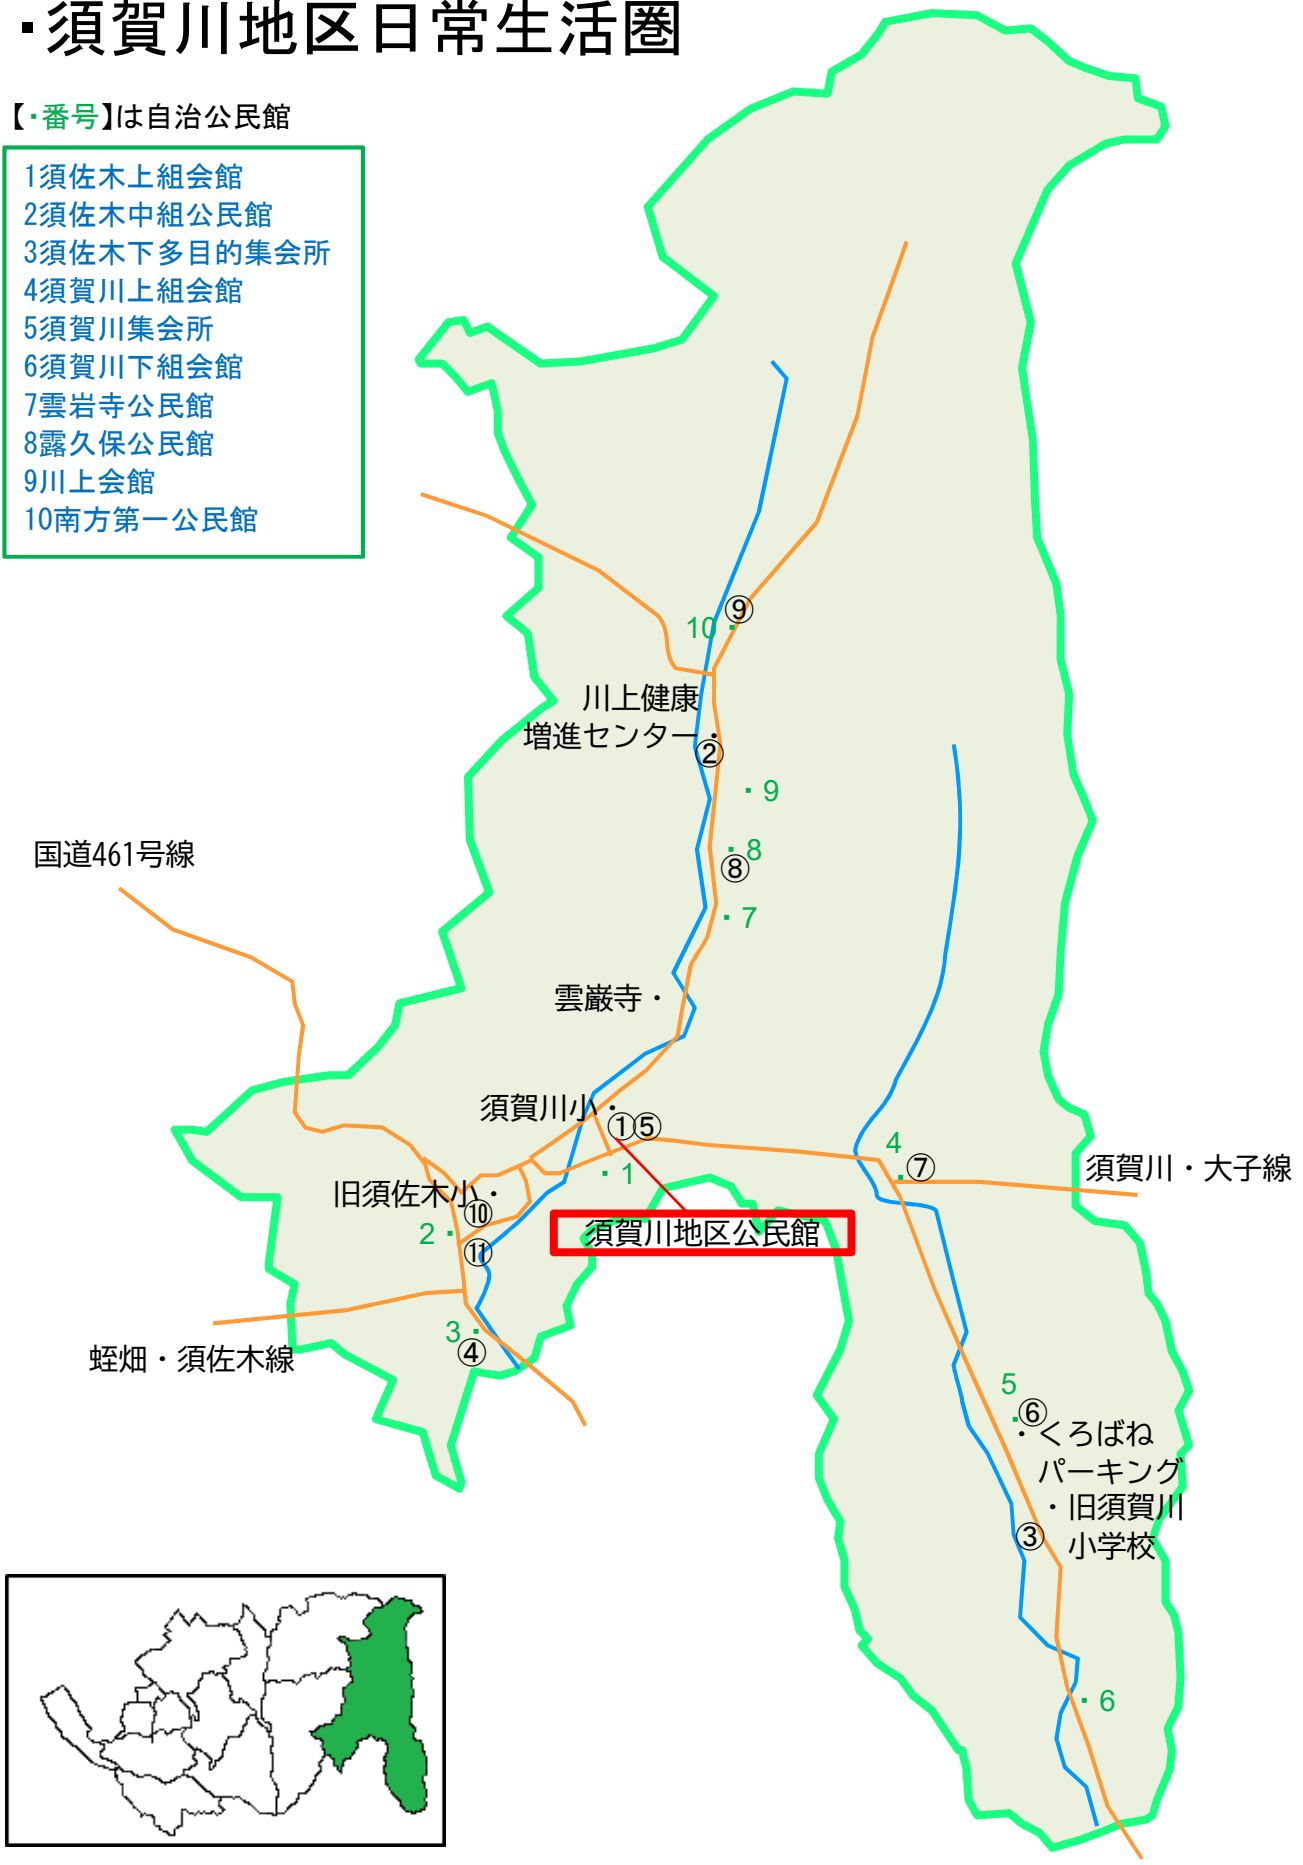 ・須賀川地区日常生活圏
【・番号】は自治公民館
1須佐木上組会館
2須佐木中組公民館
3須佐木下多目的集会所
4須賀川上組会館
5須賀川集会所
6須賀川下組会館
7雲岩寺公民館
8露久保公民館
9川上会館
10南方第一公民館
⑨
10・
川上健康
増進センター・
②
・9
・8
⑧
国道461号線
・7
雲巌寺・
須賀川小・
①⑤
4
・⑦
須賀川・大子線
・1
旧須佐木小・
⑩
2・
須賀川地区公民館
⑪
3・
④
蛭畑・須佐木線
5
・⑥
・くろばね
パーキング
・旧須賀川
小学校
③
・6